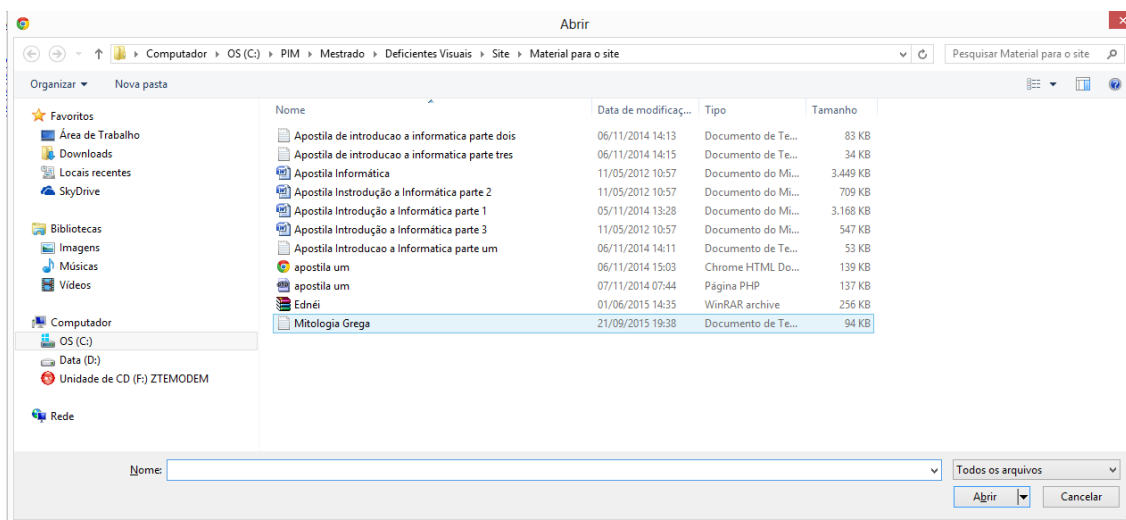 Abrir
Computador OS (C:) PIM Mestrado Deficientes Visuais Site Material para o site
Pesquisar Material para o site
Organizar Nova pasta
Favoritos
Área de Trabalho
Downloads
Locais recentes
SkyDrive
Bibliotecas
Imagens
Músicas
Vídeos
Computador
OS (C:)
Data (D:)
Unidade de CD (F:) ZTEMODEM
Rede
Nome Data de modificaç... Tipo Tamanho
Apostila de introducao a informatica parte dois 06/11/2014 14:13 Documento de Te... 83 KB
Apostila de introducao a informatica parte tres 06/11/2014 14:15 Documento de Te... 34 KB
Apostila Informática 11/05/2012 10:57 Documento do Mi... 3.449 KB
Apostila Instrodução a Informática parte 2 11/05/2012 10:57 Documento do Mi... 709 KB
Apostila Introdução a Informática parte 1 05/11/2014 13:28 Documento do Mi... 3.168 KB
Apostila Introdução a Informática parte 3 11/05/2012 10:57 Documento do Mi... 547 KB
Apostila Introducao a Informatica parte um 06/11/2014 14:11 Documento de Te... 53 KB
apostila um 06/11/2014 15:03 Chrome HTML Do... 139 KB
apostila um 07/11/2014 07:44 Página PHP 137 KB
Ednéi 01/06/2015 14:35 WinRAR archive 256 KB
Mitologia Grega 21/09/2015 19:38 Documento de Te... 94 KB
Nome:
Todos os arquivos
Abrir Cancelar